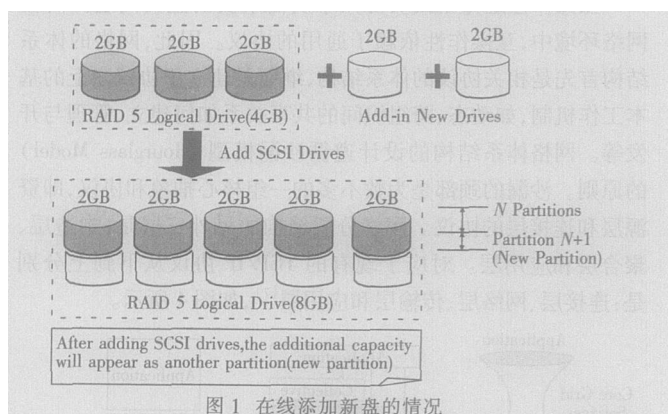 2GB 2GB 2GB 2GB 2GB
RAID 5 Logical Drive(4GB)
Add-in New Drives
Add SCSI Drives
2GB 2GB 2GB 2GB 2GB
N Partitions
Partition N+1
(New Partition)
RAID 5 Logical Drive(8GB)
After adding SCSI drives,the additional capacity
will appear as another partition(new partition)
图 1 在线添加新盘的情况